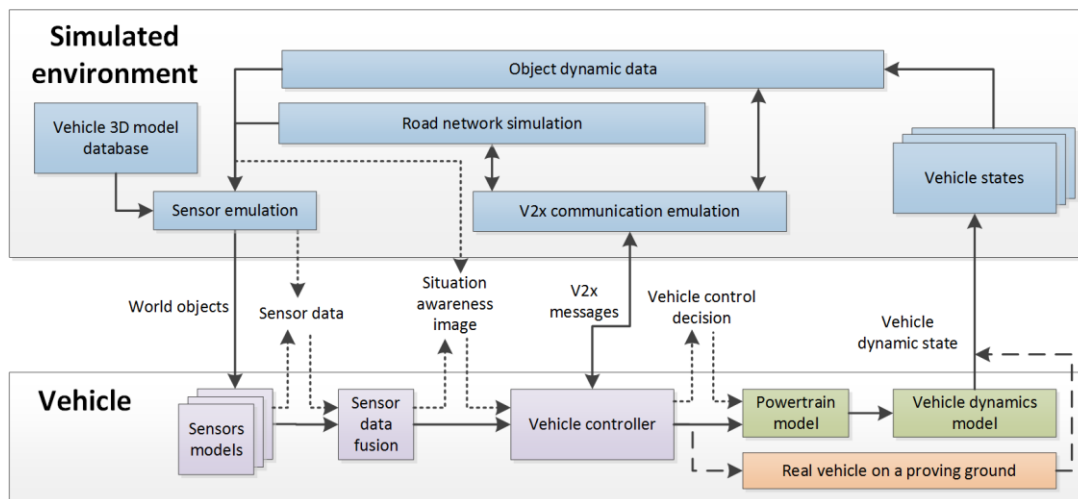 Simulated
environment
Object dynamic data
Vehicle 3D model
database
Road network simulation
Vehicle states
Sensor emulation
V2x communication emulation
World objects
Sensor data
Situation
awareness
image
V2x
messages
Vehicle control
decision
Vehicle
dynamic state
Vehicle
Sensors
models
Sensor
data
fusion
Vehicle controller
Powertrain
model
Vehicle dynamics
model
Real vehicle on a proving ground